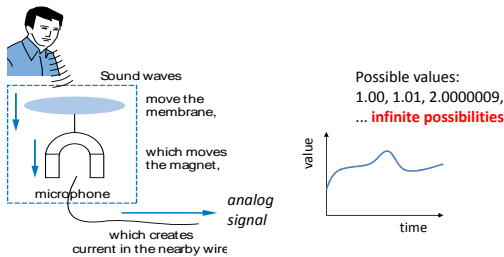 Sound waves
move the
membrane,
which moves
the magnet,
microphone
analog
signal
which creates
current in the nearby wire
Possible values:
1.00, 1.01, 2.0000009,
... infinite possibilities
value
time